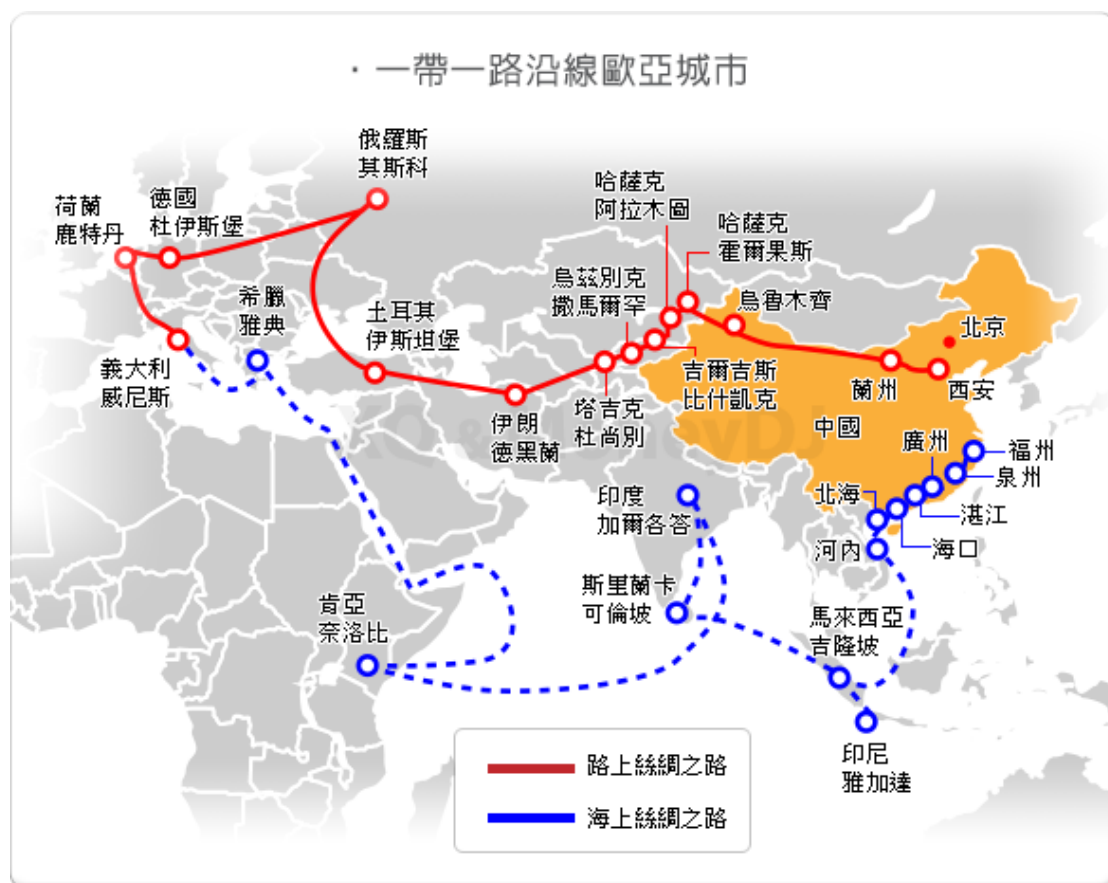 ·一帶一路沿線歐亞城市
俄羅斯
其斯科
德國
杜伊斯堡
荷蘭
鹿特丹
哈薩克
阿拉木圖
哈薩克
霍爾果斯
烏茲別克
撒馬爾罕
烏魯木齊
希臘
雅典
土耳其
伊斯坦堡
北京
義大利
威尼斯
吉爾吉斯
比什凱克
蘭州
西安
塔吉克
杜尚別
伊朗
德黑蘭
中國
廣州
福州
泉州
印度
加爾各答
北海
湛江
河內
海口
斯里蘭卡
可倫坡
肯亞
奈洛比
馬來西亞
吉隆坡
印尼
雅加達
路上絲綢之路
海上絲綢之路